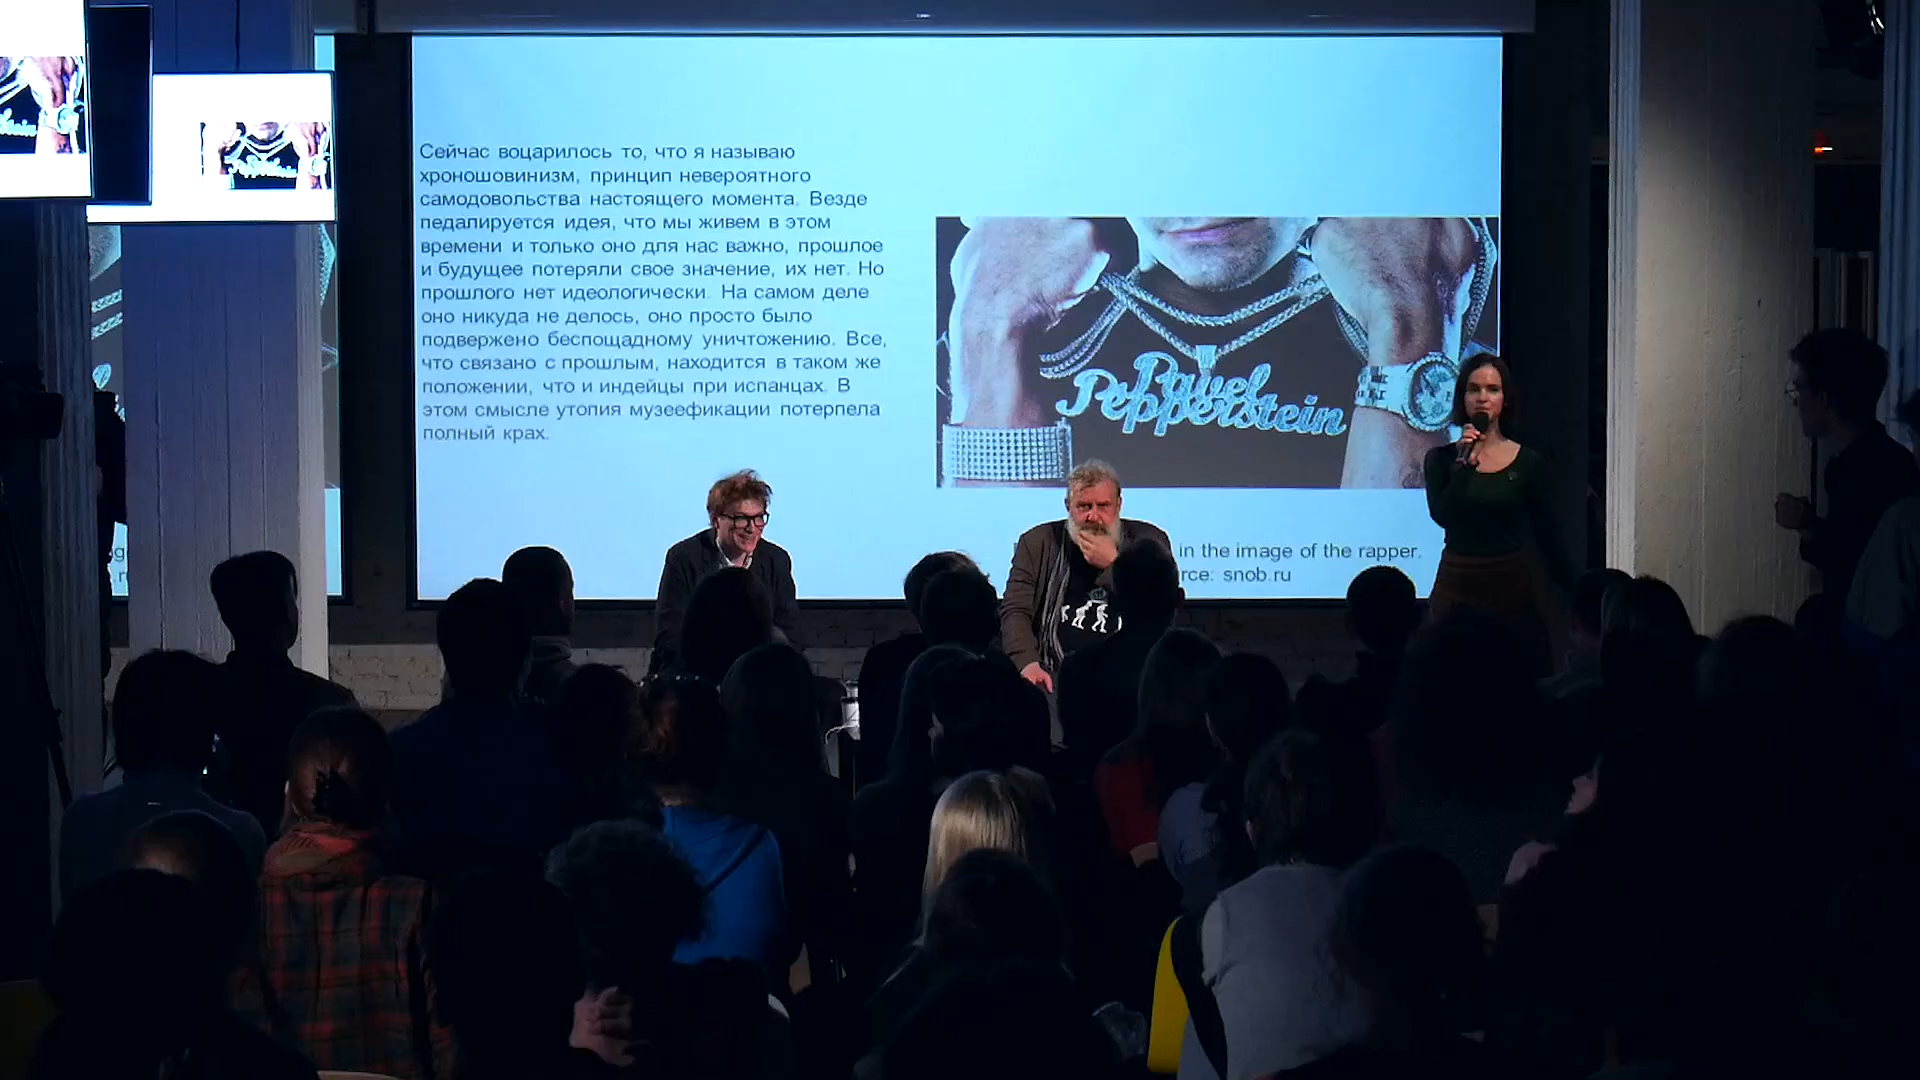 Сейчас воцарилось то, что я называю
хроношовинизм, принцип невероятного
самодовольства настоящего момента. Везде
педалируется идея, что мы живем в этом
времени и только оно для нас важно, прошлое
и будущее потеряли свое значение, их нет. Но
прошлого нет идеологически. На самом деле
оно никуда не делось, оно просто было
подвержено беспощадному уничтожению. Все,
что связано с прошлым, находится в таком же
положении, что и индейцы при испанцах. В
этом смысле утопия музеефикации потерпела
полный крах.
Pavel
Pepperstein
in the image of the rapper.
snob.ru